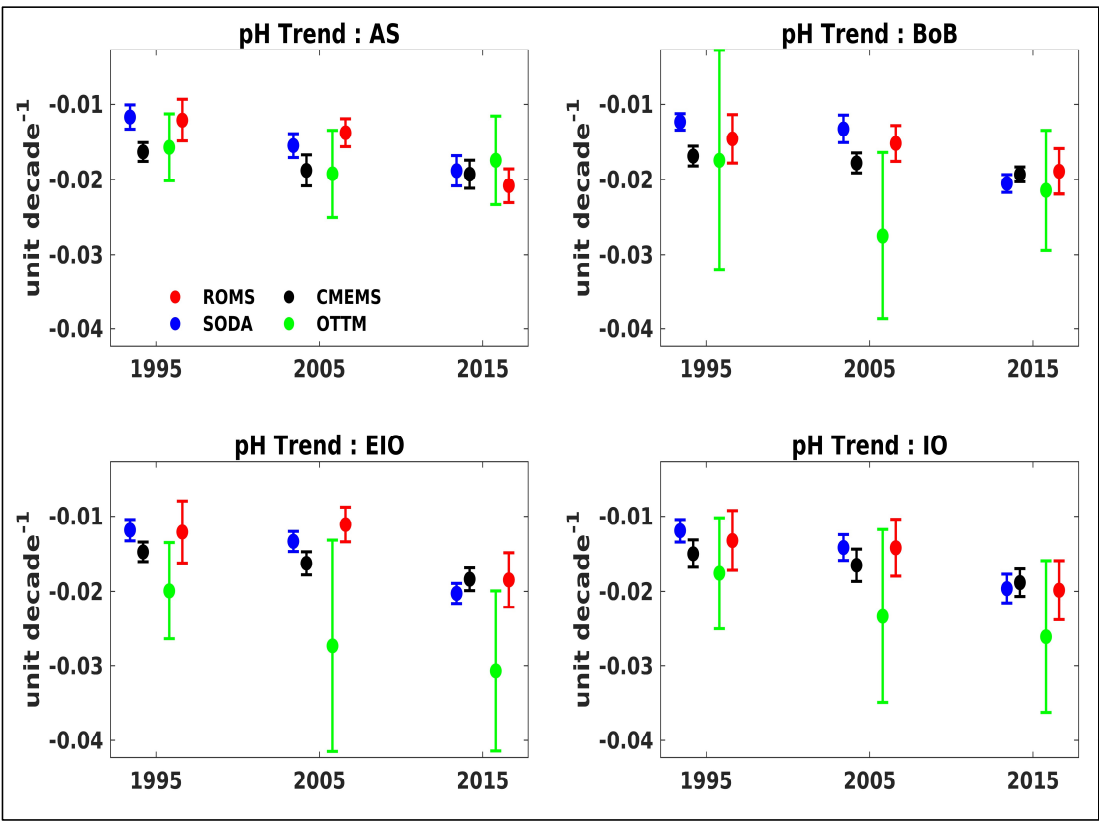 pH Trend : AS
unit decade-1
-0.01
-0.02
-0.03
-0.04
1995
2005
2015
ROMS
CMEMS
SODA
OTTM
pH Trend : BoB
unit decade-1
-0.01
-0.02
-0.03
-0.04
1995
2005
2015
pH Trend : EIO
unit decade-1
-0.01
-0.02
-0.03
-0.04
1995
2005
2015
pH Trend : IO
unit decade-1
-0.01
-0.02
-0.03
-0.04
1995
2005
2015